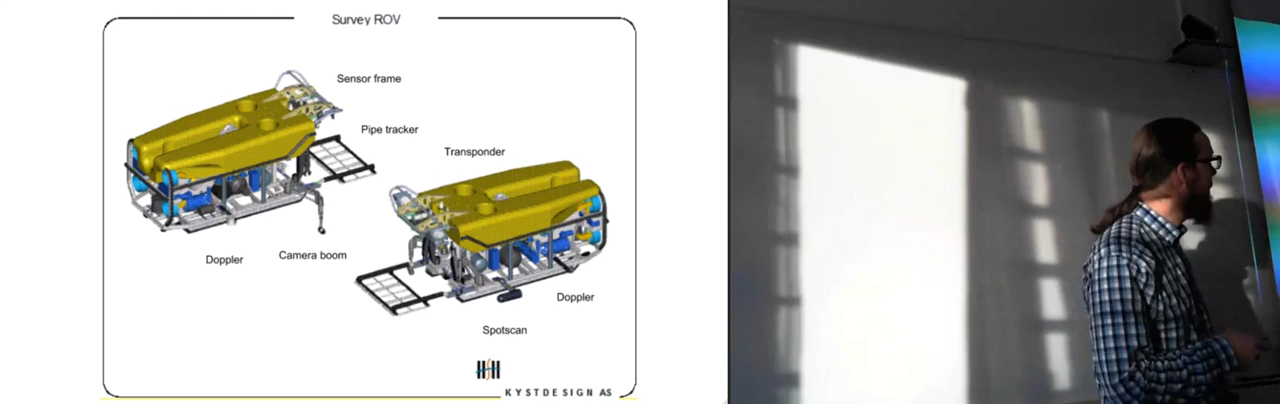 Survey ROV
Sensor frame
Pipe tracker
Transponder
Doppler
Camera boom
Doppler
Spotscan
KYSTDESIGN AS